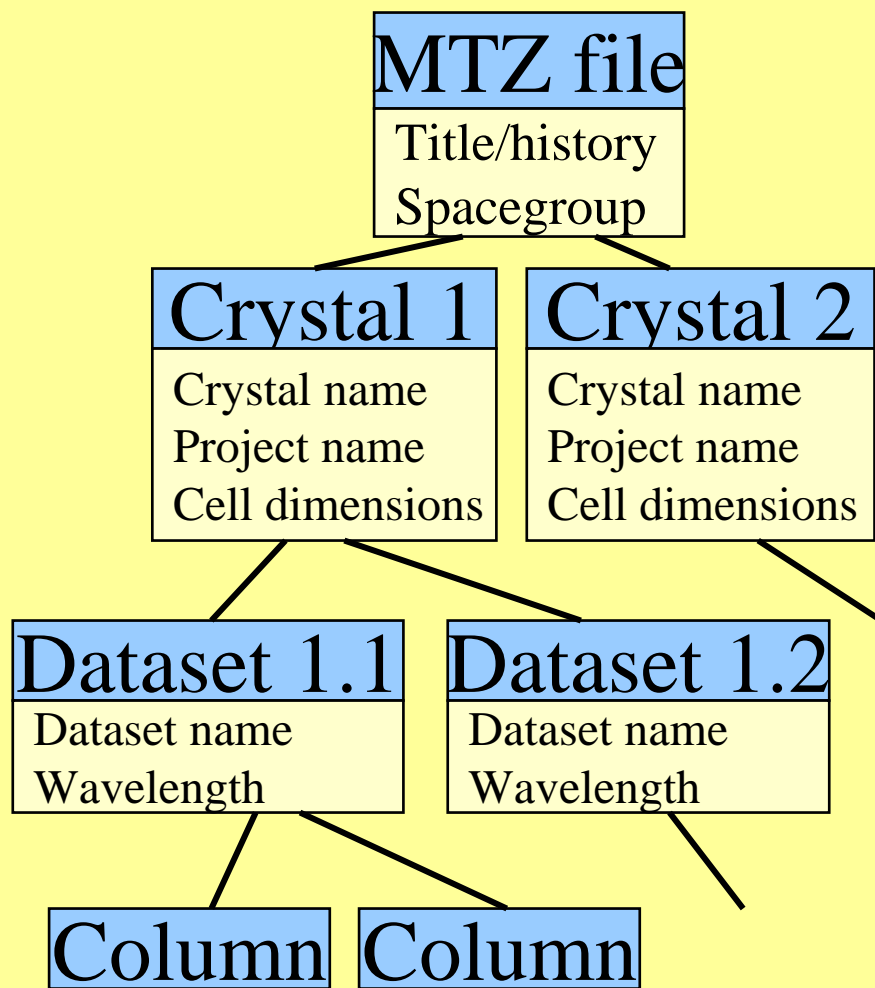 MTZ file
Title/history
Spacegroup
Crystal 1
Crystal name
Project name
Cell dimensions
Crystal 2
Crystal name
Project name
Cell dimensions
Dataset 1.1
Dataset name
Wavelength
Dataset 1.2
Dataset name
Wavelength
Column
Column